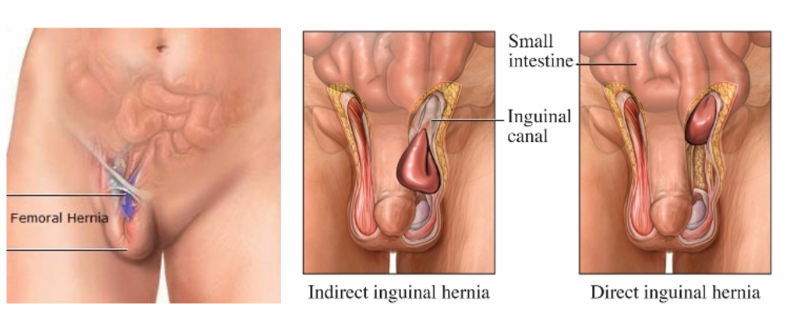 Femoral Hernia
Small
intestine
Inguinal
canal
Indirect inguinal hernia
Direct inguinal hernia